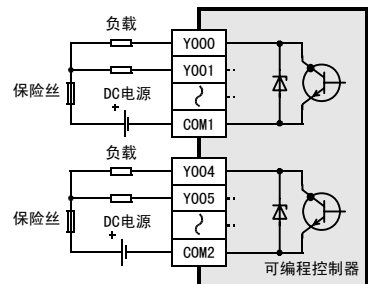 负载
Y000
Y001
保险丝
DC电源
+
COM1
负载
Y004
Y005
保险丝
DC电源
+
COM2
可编程控制器